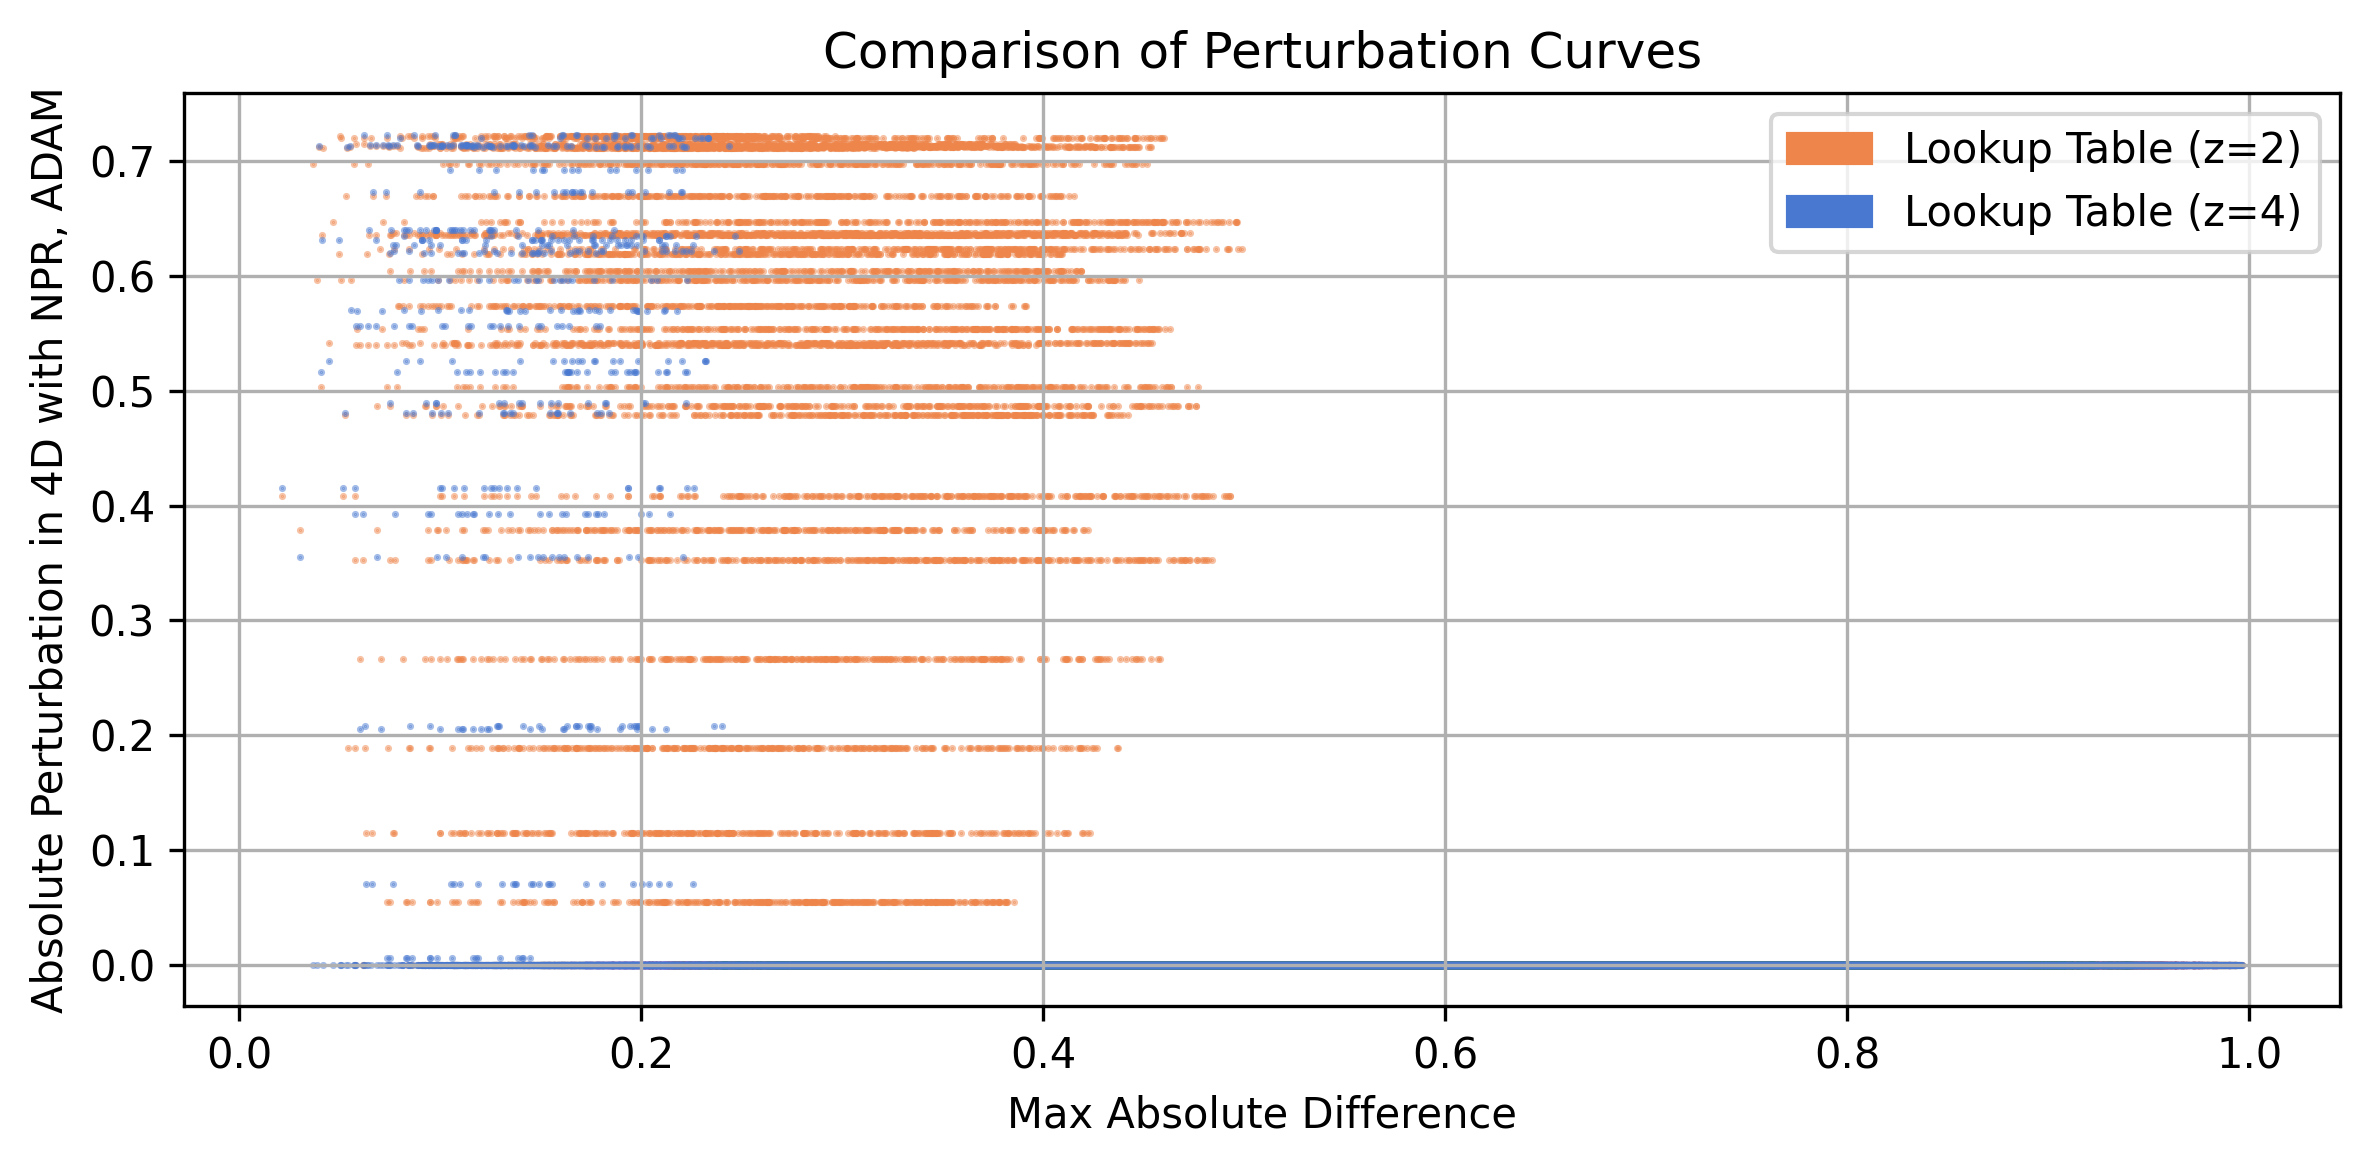 Comparison of Perturbation Curves
Absolute Perturbation in 4D with NPR, ADAM
0.7
0.6
0.5
0.4
0.3
0.2
0.1
0.0
Lookup Table (z=2)
Lookup Table (z=4)
0.0 0.2 0.4 0.6 0.8 1.0
Max Absolute Difference